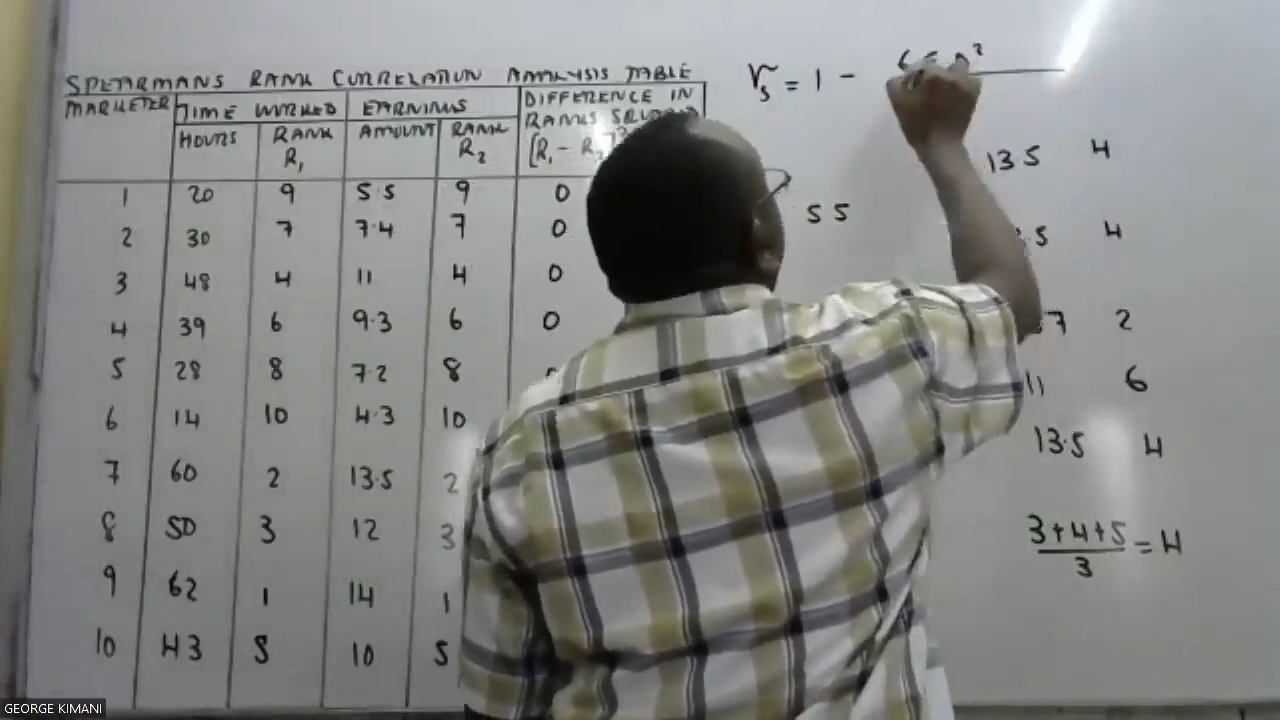 SPEARMANS RANK CORRELATION ANALYSIS TABLE
MARKETER TIME WORKED EARNINGS DIFFERENCE IN RANKS
HOURS RANK R₁ AMOUNT RANK R₂ [R₁ - R
1 20 9 5.5 9 0
2 30 7 7.4 7 0
3 48 4 11 4 0
4 39 6 9.3 6 0
5 28 8 7.2 8
6 14 10 4.3 10
7 60 2 13.5 2
8 50 3 12 3
9 62 1 14 1
10 43 5 10 5
rₛ = 1 -
55
13 5 4
5 4
7 2
11 6
13.5 4
3+4+5
3
= 4
GEORGE KIMANI